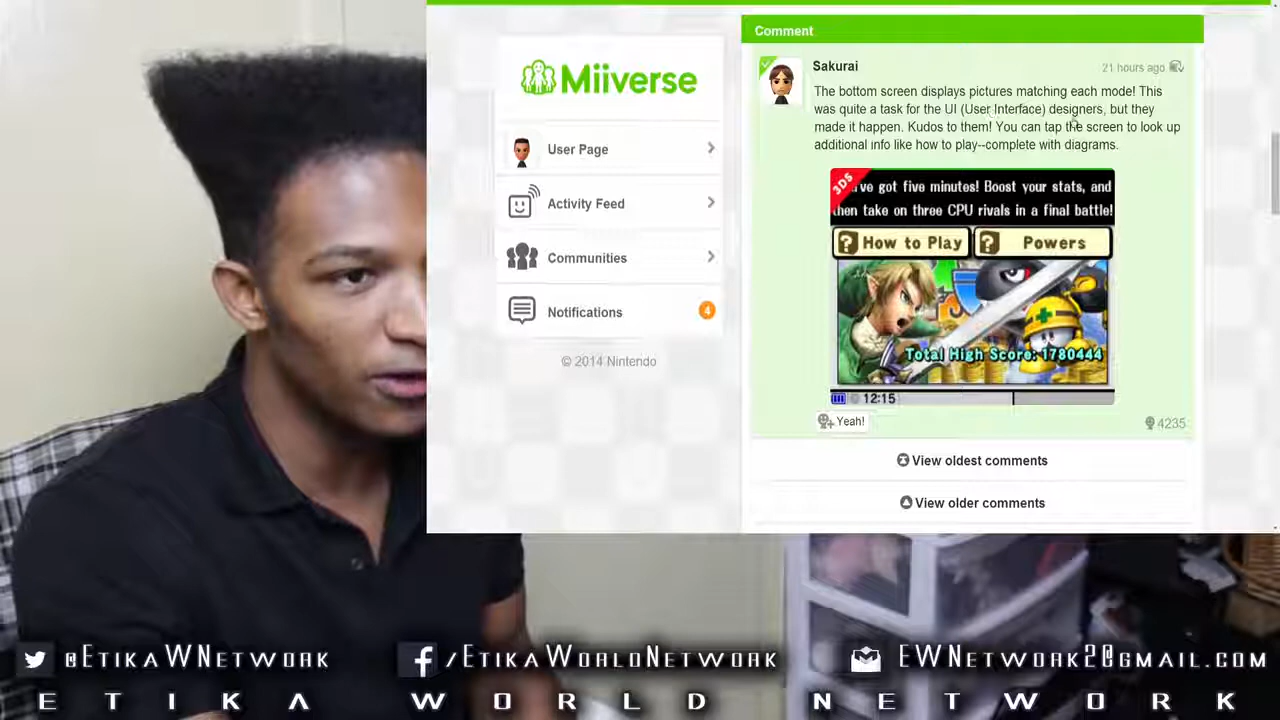 Comment
Miiverse
Sakurai
21 hours ago
The bottom screen displays pictures matching each mode! This
was quite a task for the UI (User Interface) designers, but they
made it happen. Kudos to them! You can tap the screen to look up
additional info like how to play--complete with diagrams.
User Page
Activity Feed
Communities
Notifications
4
© 2014 Nintendo
3DS
've got five minutes! Boost your stats, and
then take on three CPU rivals in a final battle!
How to Play
Powers
Total High Score: 1780444
12:15
Yeah!
4235
View oldest comments
View older comments
@EtikaWNetwork
/EtikaWorldNetwork
EWNetwork2@gmail.com
ETIKA WORLD NETWORK